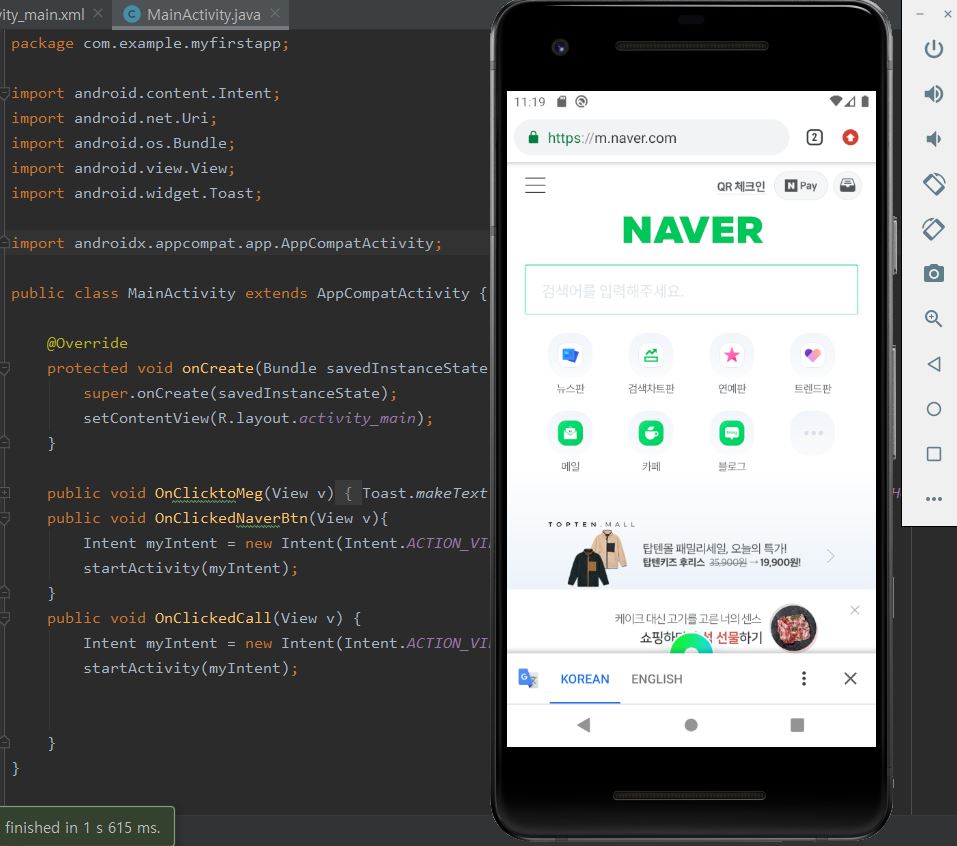 vity_main.xml
MainActivity.java
package com.example.myfirstapp;
import android.content.Intent;
import android.net.Uri;
import android.os.Bundle;
import android.view.View;
import android.widget.Toast;
import androidx.appcompat.app.AppCompatActivity;
public class MainActivity extends AppCompatActivity {
@Override
protected void onCreate(Bundle savedInstanceState
super.onCreate(savedInstanceState);
setContentView(R.layout.activity_main);
}
public void OnClicktoMeg(View v) { Toast.makeText
public void OnClickedNaverBtn(View v){
Intent myIntent = new Intent(Intent.ACTION_VI
startActivity(myIntent);
}
public void OnClickedCall(View v) {
Intent myIntent = new Intent(Intent.ACTION_VI
startActivity(myIntent);
}
}
finished in 1 s 615 ms.
11:19
https://m.naver.com
2
QR 체크인
N Pay
NAVER
검색어를 입력해주세요.
뉴스판
검색차트판
연예판
트렌드판
메일
카페
블로그
TOPTEN.MALL
탑텐몰 패밀리세일, 오늘의 특가!
탑텐키즈 후리스 35,900원 → 19,900원!
케이크 대신 고기를 고른 너의 센스
쇼핑하다 석 선물하기
KOREAN
ENGLISH